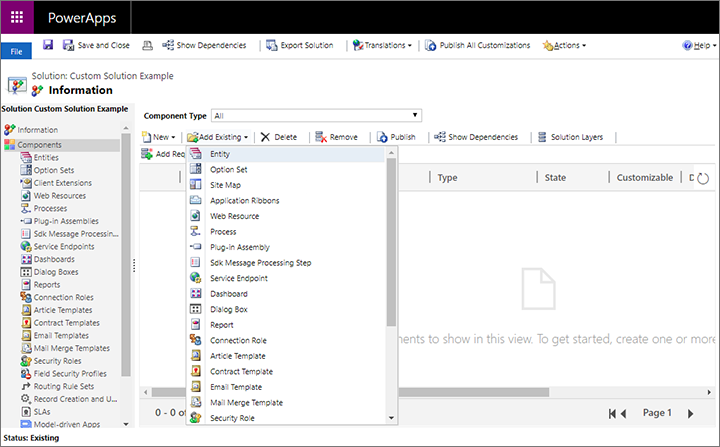 PowerApps
File
Save and Close
Show Dependencies
Export Solution
Translations
Publish All Customizations
Actions
Help
Solution: Custom Solution Example
Information
Solution Custom Solution Example
Information
Components
Entities
Option Sets
Client Extensions
Web Resources
Processes
Plug-in Assemblies
Sdk Message Processin...
Service Endpoints
Dashboards
Dialog Boxes
Reports
Connection Roles
Article Templates
Contract Templates
Email Templates
Mail Merge Templates
Security Roles
Field Security Profiles
Routing Rule Sets
Record Creation and U...
SLAs
Model-driven Apps
Component Type All
New
Add Existing
Delete
Remove
Publish
Show Dependencies
Solution Layers
Add Req
Entity
Option Set
Site Map
Application Ribbons
Web Resource
Process
Plug-in Assembly
Sdk Message Processing Step
Service Endpoint
Dashboard
Dialog Box
Report
Connection Role
Article Template
Contract Template
Email Template
Mail Merge Template
Security Role
Type
State
Customizable
nents to show in this view. To get started, create one or more
0 - 0 of
Page 1
Status: Existing